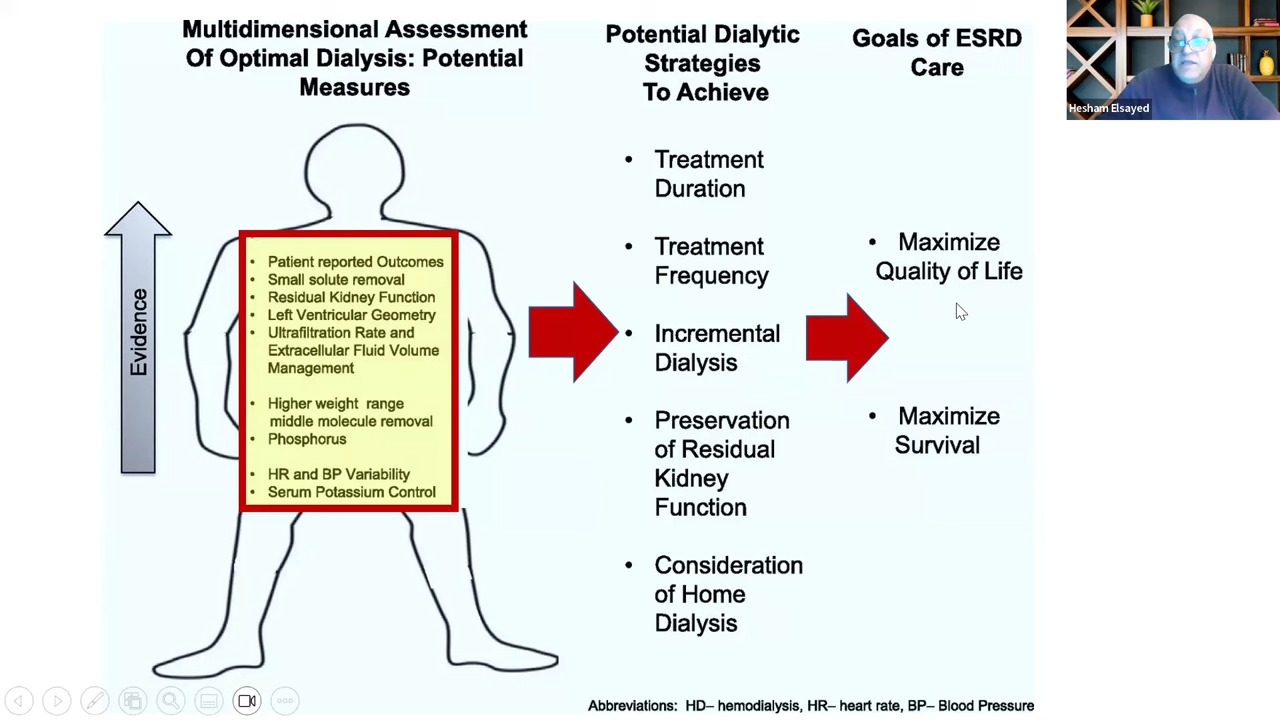 Multidimensional Assessment
Of Optimal Dialysis: Potential
Measures
Evidence
• Patient reported Outcomes
• Small solute removal
• Residual Kidney Function
• Left Ventricular Geometry
• Ultrafiltration Rate and
Extracellular Fluid Volume
Management
• Higher weight range
middle molecule removal
• Phosphorus
• HR and BP Variability
• Serum Potassium Control
Potential Dialytic
Strategies
To Achieve
• Treatment
Duration
• Treatment
Frequency
• Incremental
Dialysis
• Preservation
of Residual
Kidney
Function
• Consideration
of Home
Dialysis
Goals of ESRD
Care
• Maximize
Quality of Life
• Maximize
Survival
Hesham Elsayed
Abbreviations: HD– hemodialysis, HR– heart rate, BP– Blood Pressure